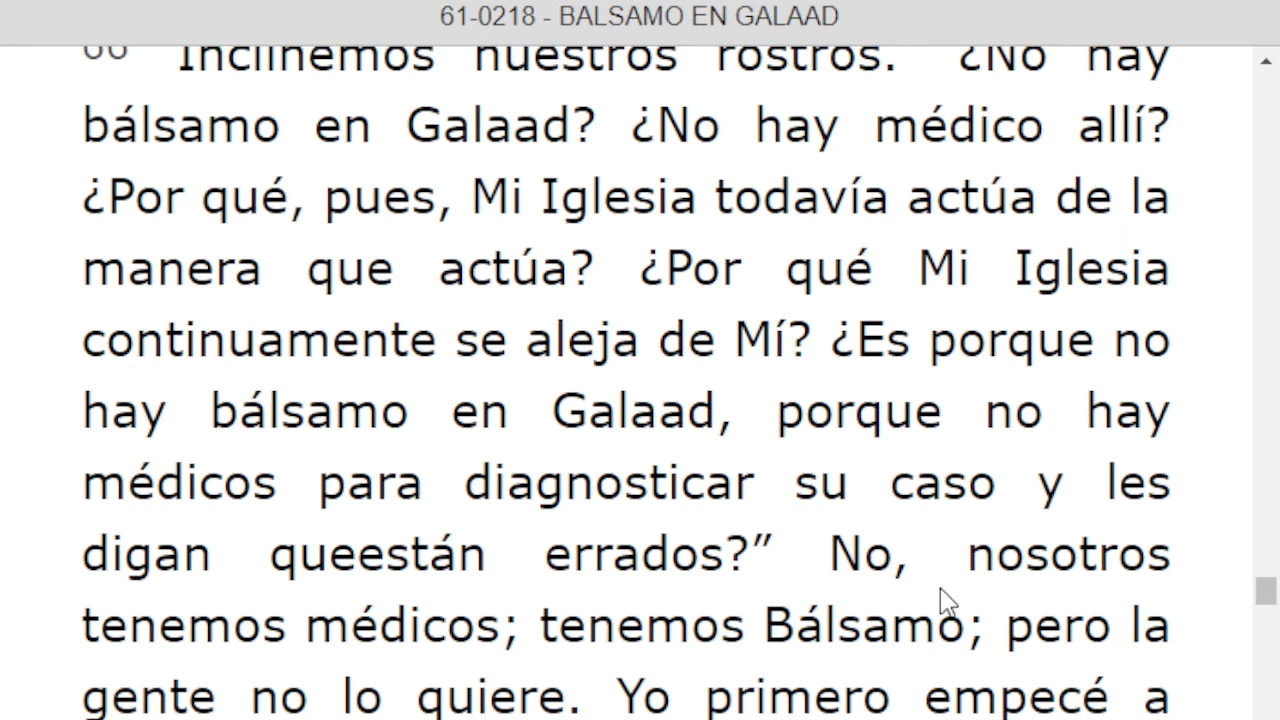 61-0218 - BALSAMO EN GALAAD
Inclinemos nuestros rostros. “¿No hay
bálsamo en Galaad? ¿No hay médico allí?
¿Por qué, pues, Mi Iglesia todavía actúa de la
manera que actúa? ¿Por qué Mi Iglesia
continuamente se aleja de Mí? ¿Es porque no
hay bálsamo en Galaad, porque no hay
médicos para diagnosticar su caso y les
digan queestán errados?” No, nosotros
tenemos médicos; tenemos Bálsamo; pero la
gente no lo quiere. Yo primero empecé a